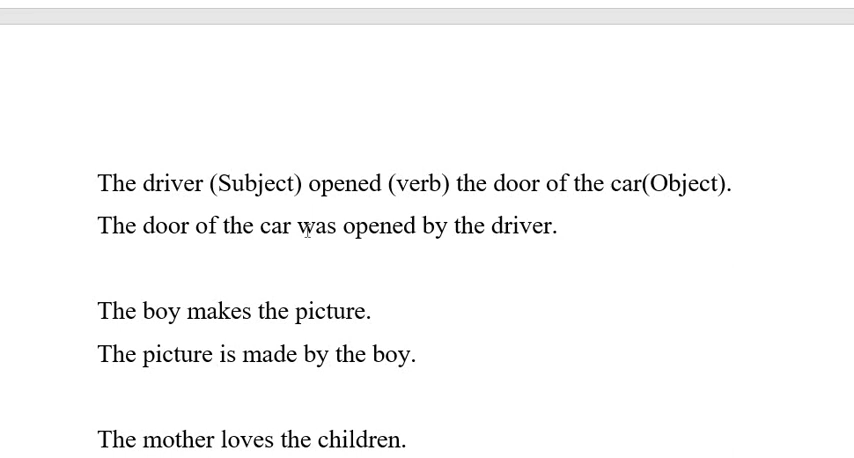 The driver (Subject) opened (verb) the door of the car(Object).
The door of the car was opened by the driver.
The boy makes the picture.
The picture is made by the boy.
The mother loves the children.